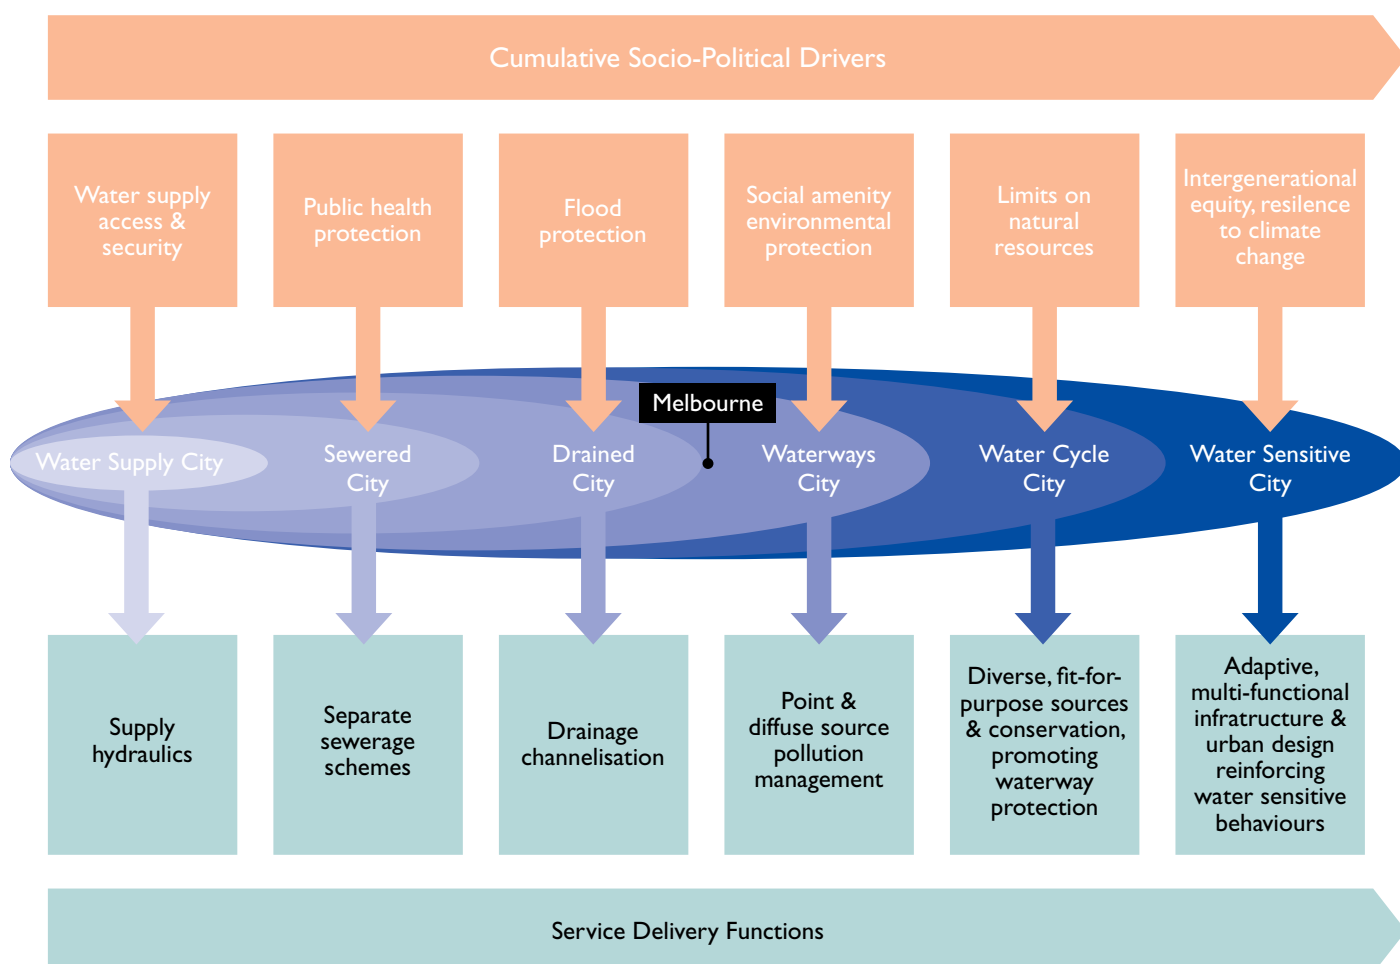 Cumulative Socio-Political Drivers
Water supply
access &
security
Public health
protection
Flood
protection
Social amenity
environmental
protection
Limits on
natural
resources
Intergenerational
equity, resilence
to climate
change
Melbourne
Water Supply City
Sewered
City
Drained
City
Waterways
City
Water Cycle
City
Water Sensitive
City
Supply
hydraulics
Separate
sewerage
schemes
Drainage
channelisation
Point &
diffuse source
pollution
management
Diverse, fit-for-
purpose sources
& conservation,
promoting
waterway
protection
Adaptive,
multi-functional
infratructure &
urban design
reinforcing
water sensitive
behaviours
Service Delivery Functions